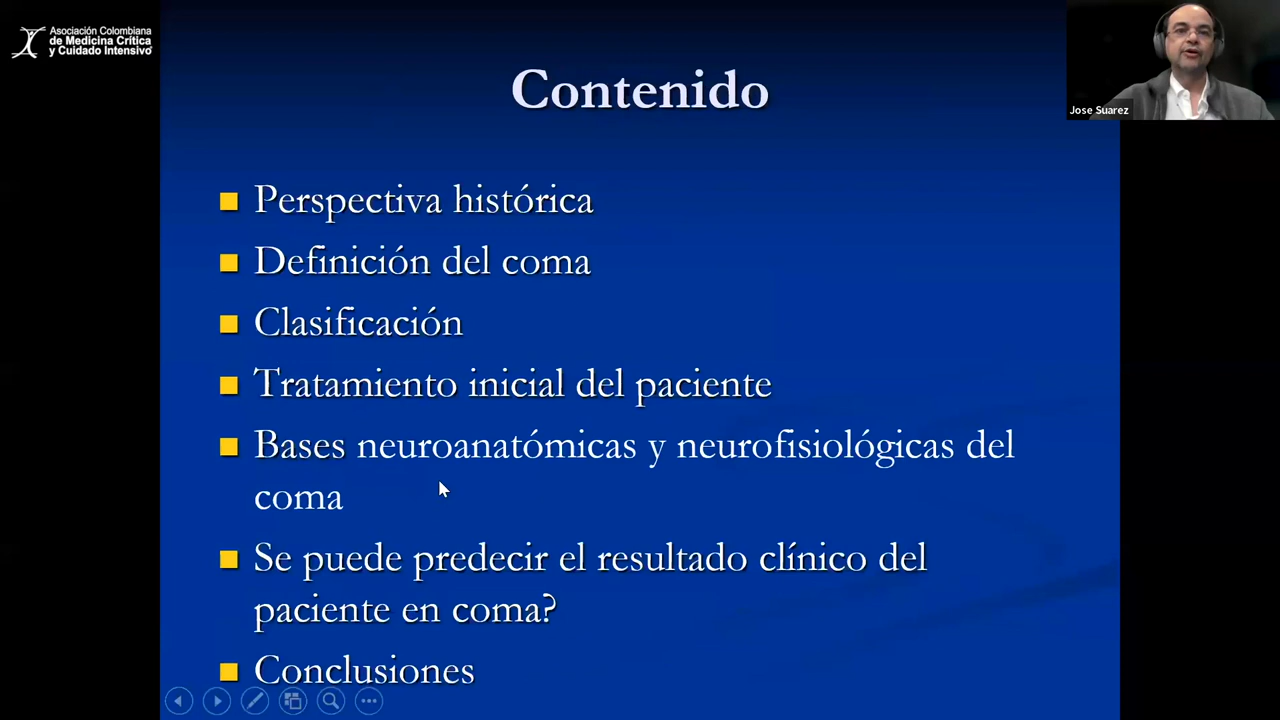 Asociación Colombiana
de Medicina Crítica
y Cuidado Intensivo
Contenido
Jose Suarez
Perspectiva histórica
Definición del coma
Clasificación
Tratamiento inicial del paciente
Bases neuroanatómicas y neurofisiológicas del
coma
Se puede predecir el resultado clínico del
paciente en coma?
Conclusiones